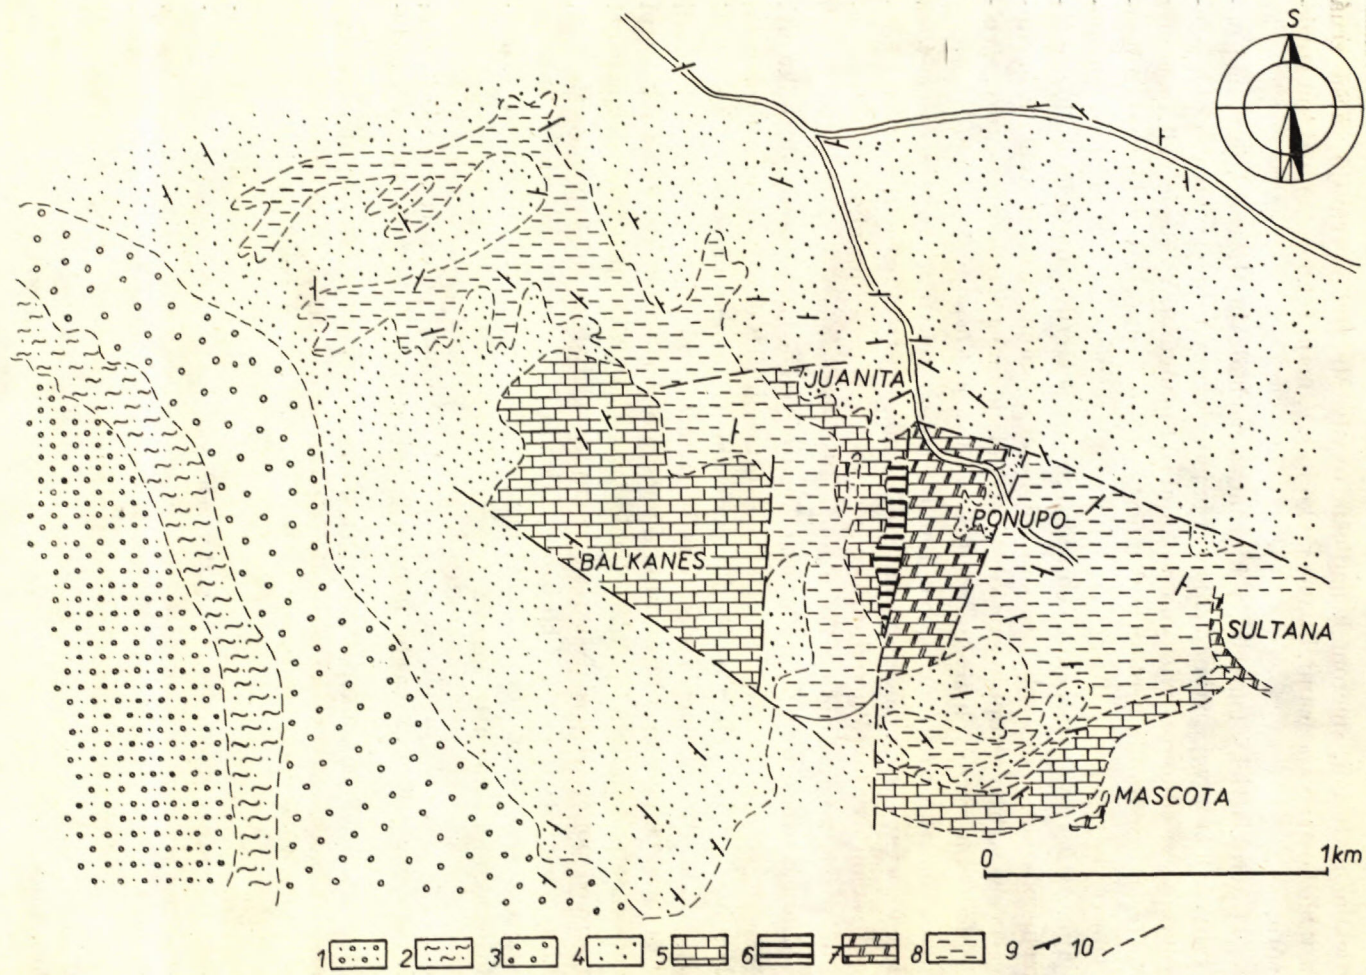 S
JUANITA
PONUPO
BALKANES
SULTANA
MASCOTA
0 1km
1 2 3 4 5 6 7 8 9 10